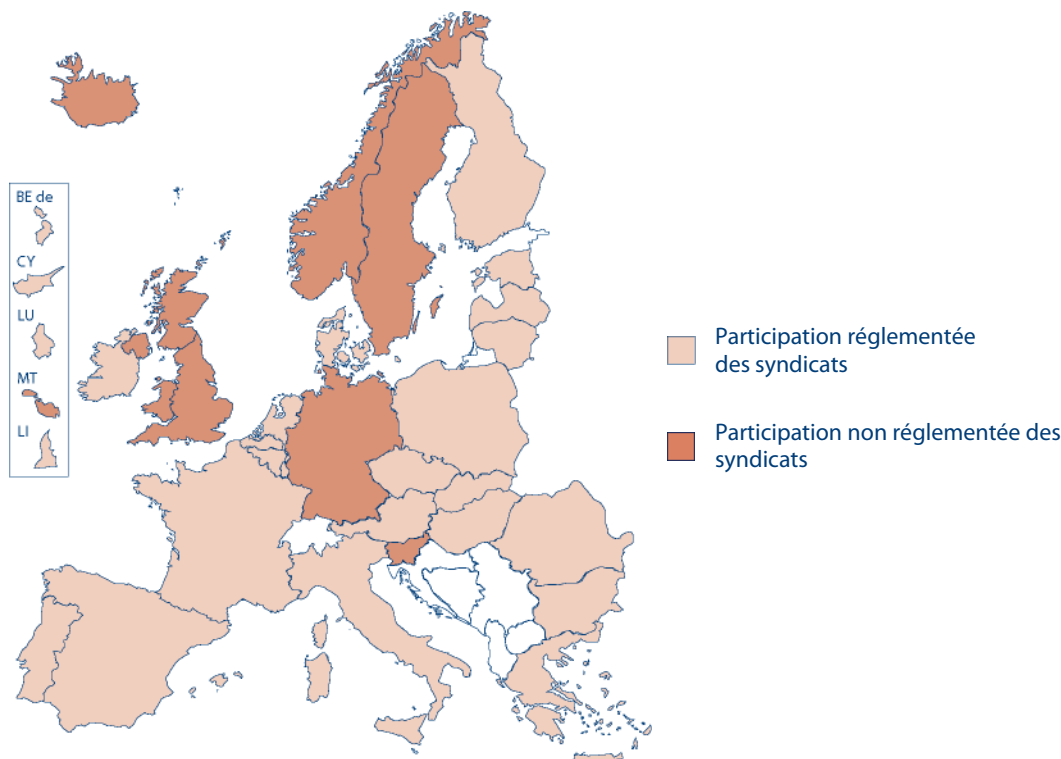 BE de
CY
LU
MT
LI
Participation réglementée
des syndicats
Participation non réglementée des
syndicats